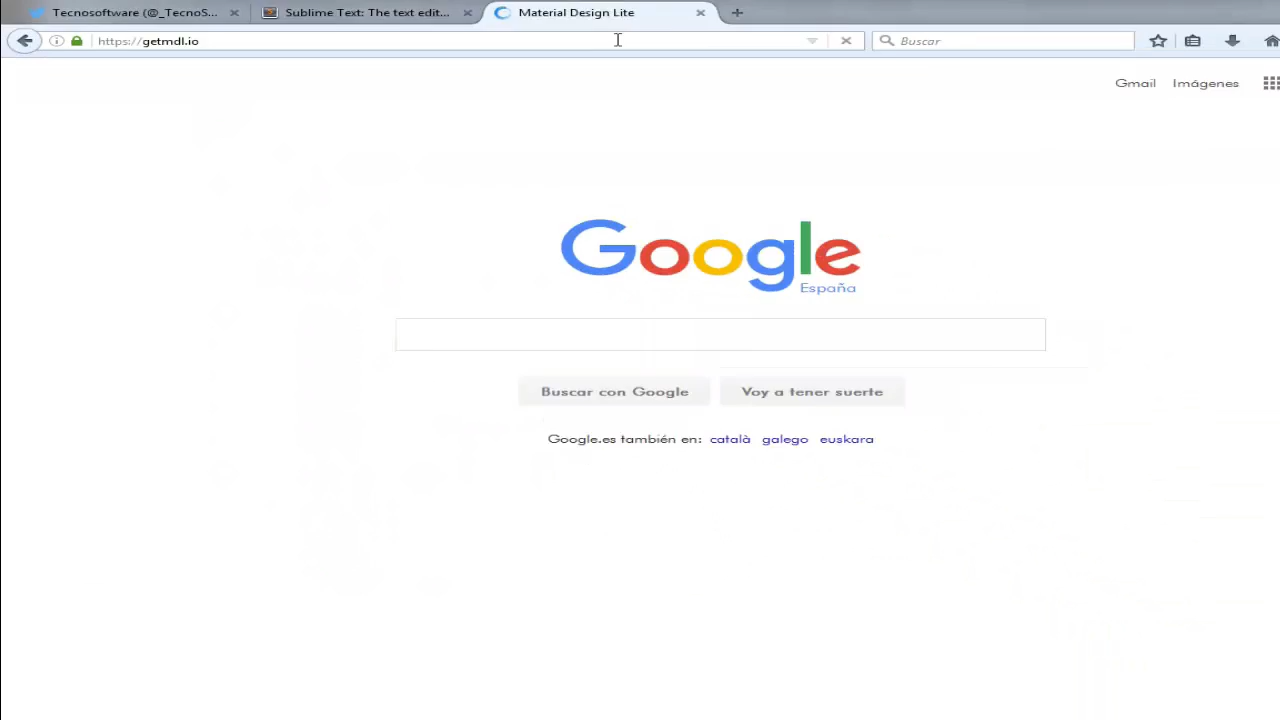 Tecnosoftware (@_TecnoS...
Sublime Text: The text edit...
Material Design Lite
https://getmdl.io
Buscar
Gmail
Imágenes
Google
España
Buscar con Google
Voy a tener suerte
Google.es también en: català galego euskara